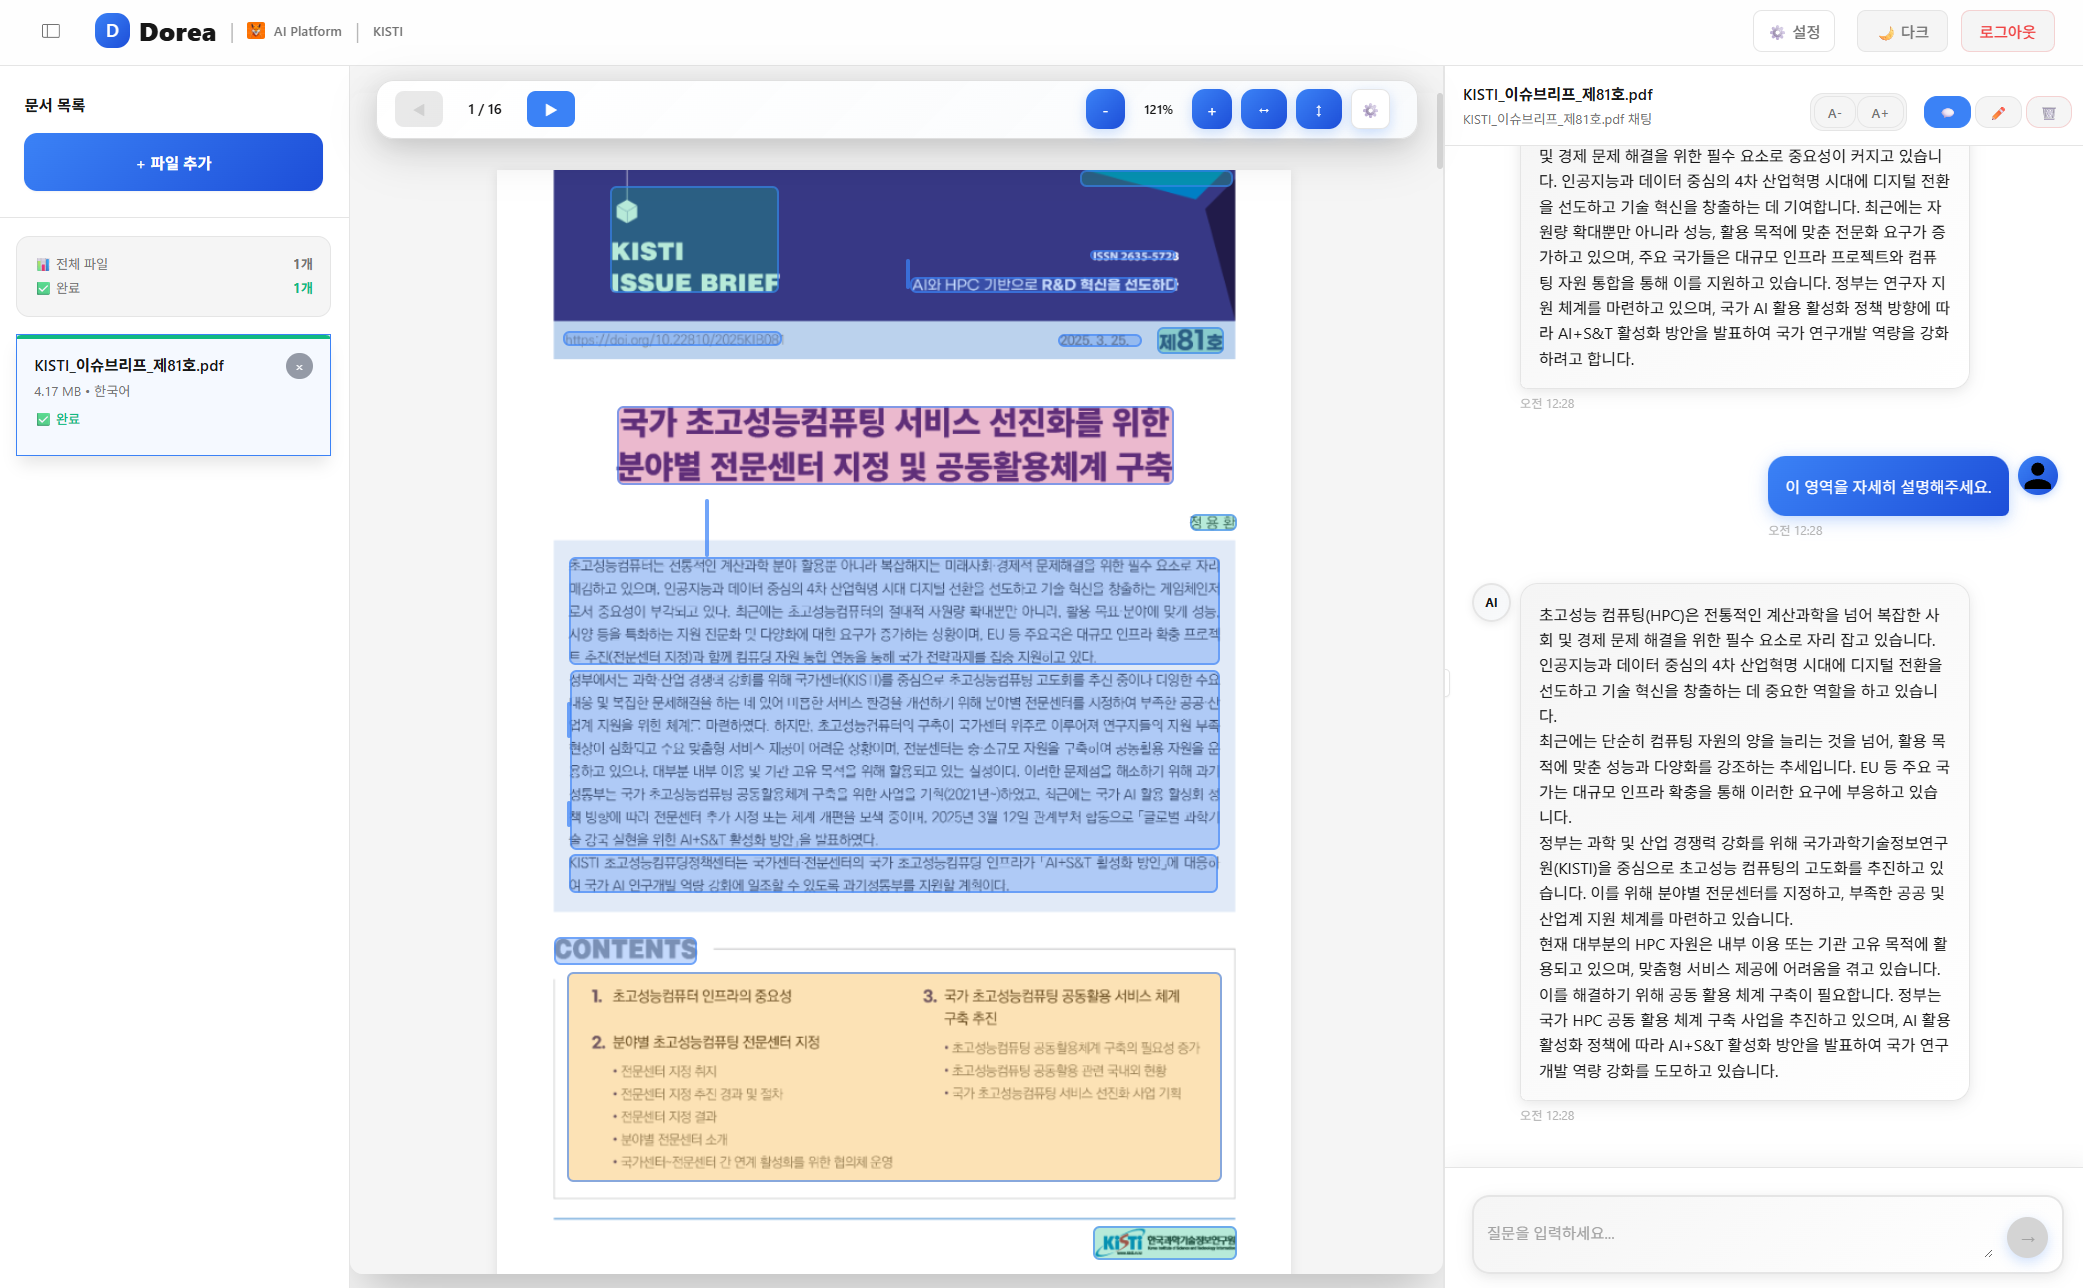 D Dorea | AI Platform | KISTI
설정
다크
로그아웃
문서 목록
+ 파일 추가
전체 파일 1개
완료 1개
KISTI_이슈브리프_제81호.pdf
×
4.17 MB • 한국어
완료
1 / 16
-
121%
+
KISTI
ISSUE BRIEF
ISSN 2635-5728
AI와 HPC 기반으로 R&D 혁신을 선도하다
https://doi.org/10.22810/2025KIB081
2025. 3. 25.
제81호
국가 초고성능컴퓨팅 서비스 선진화를 위한
분야별 전문센터 지정 및 공동활용체계 구축
정 용 환
초고성능컴퓨터는 전통적인 계산과학 분야 활용뿐 아니라 복잡해지는 미래사회·경제적 문제해결을 위한 필수 요소로 자리
매김하고 있으며, 인공지능과 데이터 중심의 4차 산업혁명 시대 디지털 전환을 선도하고 기술 혁신을 창출하는 게임체인저
로서 중요성이 부각되고 있다. 최근에는 초고성능컴퓨터의 절대적 자원량 확대뿐만 아니라, 활용 목표·분야에 맞게 성능,
사양 등을 특화하는 지원 전문화 및 다양화에 대한 요구가 증가하는 상황이며, EU 등 주요국은 대규모 인프라 확충 프로젝
트 추진(전문센터 지정)과 함께 컴퓨팅 자원 통합 연동을 통해 국가 전략과제를 집중 지원하고 있다.
정부에서는 과학·산업 경쟁력 강화를 위해 국가센터(KISTI)를 중심으로 초고성능컴퓨팅 고도화를 추진 중이나 다양한 수요
대응 및 복잡한 문제해결을 하는 데 있어 미흡한 서비스 환경을 개선하기 위해 분야별 전문센터를 지정하여 부족한 공공·산
업계 지원을 위한 체계를 마련하였다. 하지만, 초고성능컴퓨터의 구축이 국가센터 위주로 이루어져 연구자들의 자원 부족
현상이 심화되고 수요 맞춤형 서비스 제공이 어려운 상황이며, 전문센터는 중·소규모 자원을 구축하여 공동활용 자원을 운
용하고 있으나, 대부분 내부 이용 및 기관 고유 목적을 위해 활용되고 있는 실정이다. 이러한 문제점을 해소하기 위해 과기
정통부는 국가 초고성능컴퓨팅 공동활용체계 구축을 위한 사업을 기획(2021년~)하였고, 최근에는 국가 AI 활용 활성화 정
책 방향에 따라 전문센터 추가 지정 또는 체계 개편을 모색 중이며, 2025년 3월 12일 관계부처 합동으로 「글로벌 과학기
술 강국 실현을 위한 AI+S&T 활성화 방안」을 발표하였다.
KISTI 초고성능컴퓨팅정책센터는 국가센터·전문센터의 국가 초고성능컴퓨팅 인프라가 「AI+S&T 활성화 방안」에 대응하
여 국가 AI 연구개발 역량 강화에 일조할 수 있도록 과기정통부를 지원할 계획이다.
CONTENTS
1. 초고성능컴퓨터 인프라의 중요성
2. 분야별 초고성능컴퓨팅 전문센터 지정
• 전문센터 지정 취지
• 전문센터 지정 추진 경과 및 절차
• 전문센터 지정 결과
• 분야별 전문센터 소개
• 국가센터-전문센터 간 연계 활성화를 위한 협의체 운영
3. 국가 초고성능컴퓨팅 공동활용 서비스 체계
구축 추진
• 초고성능컴퓨팅 공동활용체계 구축의 필요성 증가
• 초고성능컴퓨팅 공동활용 관련 국내외 현황
• 국가 초고성능컴퓨팅 서비스 선진화 사업 기획
KISTI 한국과학기술정보연구원
KISTI_이슈브리프_제81호.pdf
KISTI_이슈브리프_제81호.pdf 채팅
A- A+
및 경제 문제 해결을 위한 필수 요소로 중요성이 커지고 있습니
다. 인공지능과 데이터 중심의 4차 산업혁명 시대에 디지털 전환
을 선도하고 기술 혁신을 창출하는 데 기여합니다. 최근에는 자
원량 확대뿐만 아니라 성능, 활용 목적에 맞춘 전문화 요구가 증
가하고 있으며, 주요 국가들은 대규모 인프라 프로젝트와 컴퓨
팅 자원 통합을 통해 이를 지원하고 있습니다. 정부는 연구자 지
원 체계를 마련하고 있으며, 국가 AI 활용 활성화 정책 방향에 따
라 AI+S&T 활성화 방안을 발표하여 국가 연구개발 역량을 강화
하려고 합니다.
오전 12:28
이 영역을 자세히 설명해주세요.
오전 12:28
AI
초고성능 컴퓨팅(HPC)은 전통적인 계산과학을 넘어 복잡한 사
회 및 경제 문제 해결을 위한 필수 요소로 자리 잡고 있습니다.
인공지능과 데이터 중심의 4차 산업혁명 시대에 디지털 전환을
선도하고 기술 혁신을 창출하는 데 중요한 역할을 하고 있습니
다.
최근에는 단순히 컴퓨팅 자원의 양을 늘리는 것을 넘어, 활용 목
적에 맞춘 성능과 다양화를 강조하는 추세입니다. EU 등 주요 국
가는 대규모 인프라 확충을 통해 이러한 요구에 부응하고 있습
니다.
정부는 과학 및 산업 경쟁력 강화를 위해 국가과학기술정보연구
원(KISTI)을 중심으로 초고성능 컴퓨팅의 고도화를 추진하고 있
습니다. 이를 위해 분야별 전문센터를 지정하고, 부족한 공공 및
산업계 지원 체계를 마련하고 있습니다.
현재 대부분의 HPC 자원은 내부 이용 또는 기관 고유 목적에 활
용되고 있으며, 맞춤형 서비스 제공에 어려움을 겪고 있습니다.
이를 해결하기 위해 공동 활용 체계 구축이 필요합니다. 정부는
국가 HPC 공동 활용 체계 구축 사업을 추진하고 있으며, AI 활용
활성화 정책에 따라 AI+S&T 활성화 방안을 발표하여 국가 연구
개발 역량 강화를 도모하고 있습니다.
오전 12:28
질문을 입력하세요...